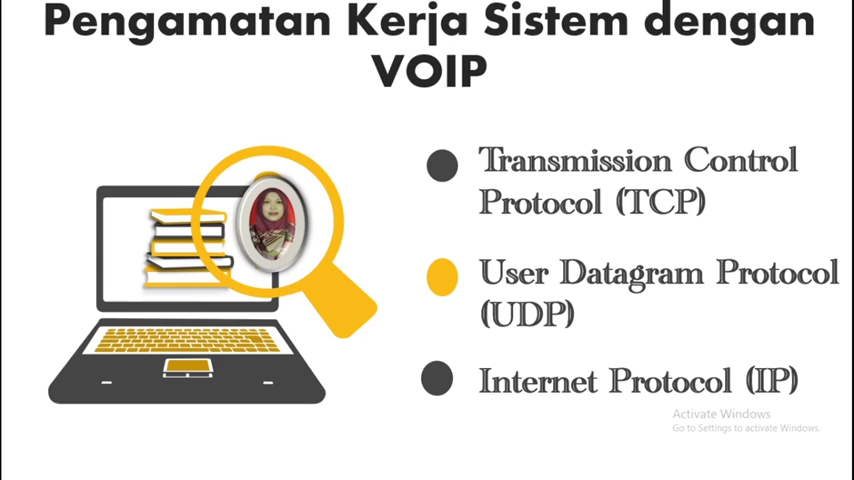 Pengamatan Kerja Sistem dengan
VOIP
Transmission Control
Protocol (TCP)
User Datagram Protocol
(UDP)
Internet Protocol (IP)
Activate Windows
Go to Settings to activate Windows.